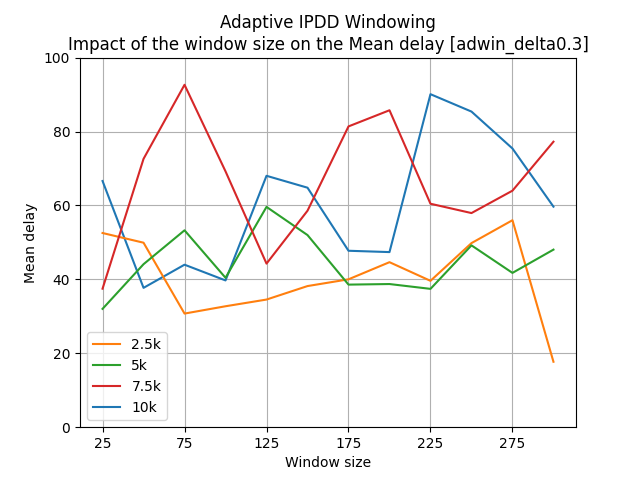 Adaptive IPDD Windowing
Impact of the window size on the Mean delay [adwin_delta0.3]
100
80
60
40
20
0
Mean delay
2.5k
5k
7.5k
10k
25 75 125 175 225 275
Window size